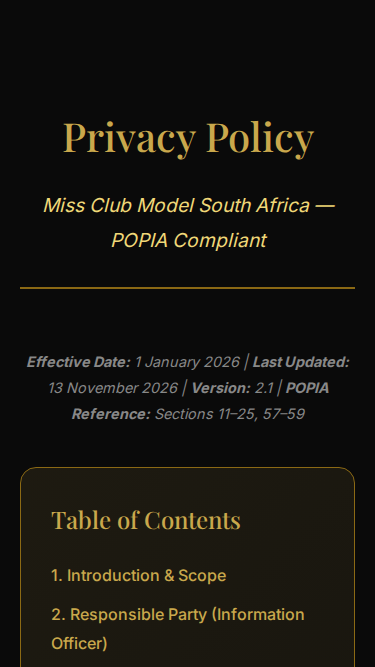 Privacy Policy
Miss Club Model South Africa —
POPIA Compliant
Effective Date: 1 January 2026 | Last Updated:
13 November 2026 | Version: 2.1 | POPIA
Reference: Sections 11–25, 57–59
Table of Contents
1. Introduction & Scope
2. Responsible Party (Information
Officer)